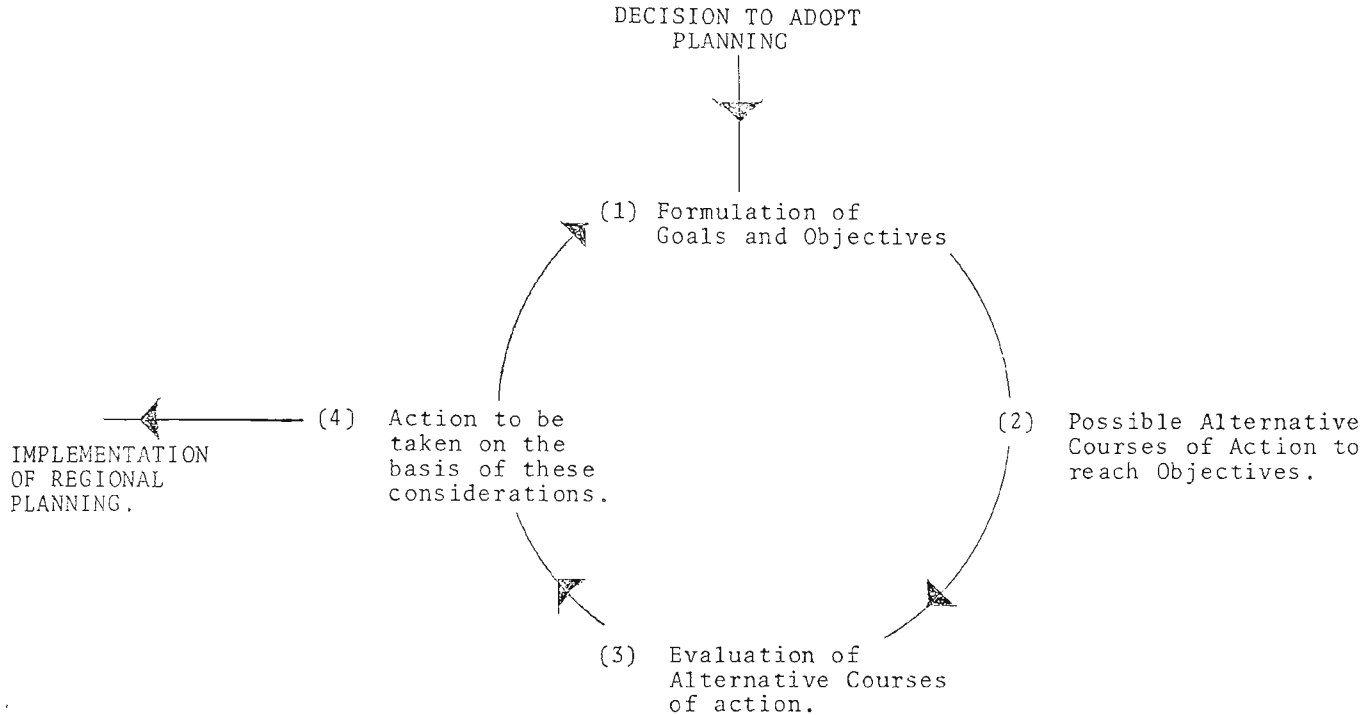 DECISION TO ADOPT
PLANNING
(1) Formulation of
Goals and Objectives
(2) Possible Alternative
Courses of Action to
reach Objectives.
(3) Evaluation of
Alternative Courses
of action.
(4) Action to be
taken on the
basis of these
considerations.
IMPLEMENTATION
OF REGIONAL
PLANNING.